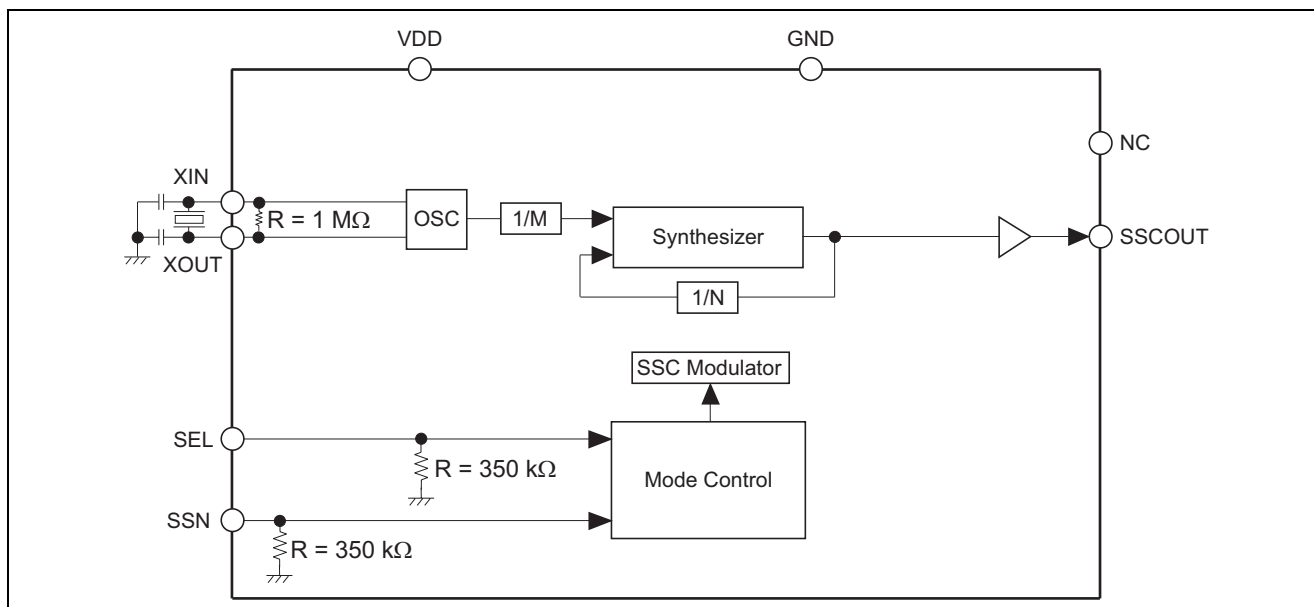 VDD
GND
NC
XIN
R = 1 MΩ
OSC
1/M
Synthesizer
SSCOUT
XOUT
1/N
SSC Modulator
SEL
R = 350 kΩ
Mode Control
SSN
R = 350 kΩ